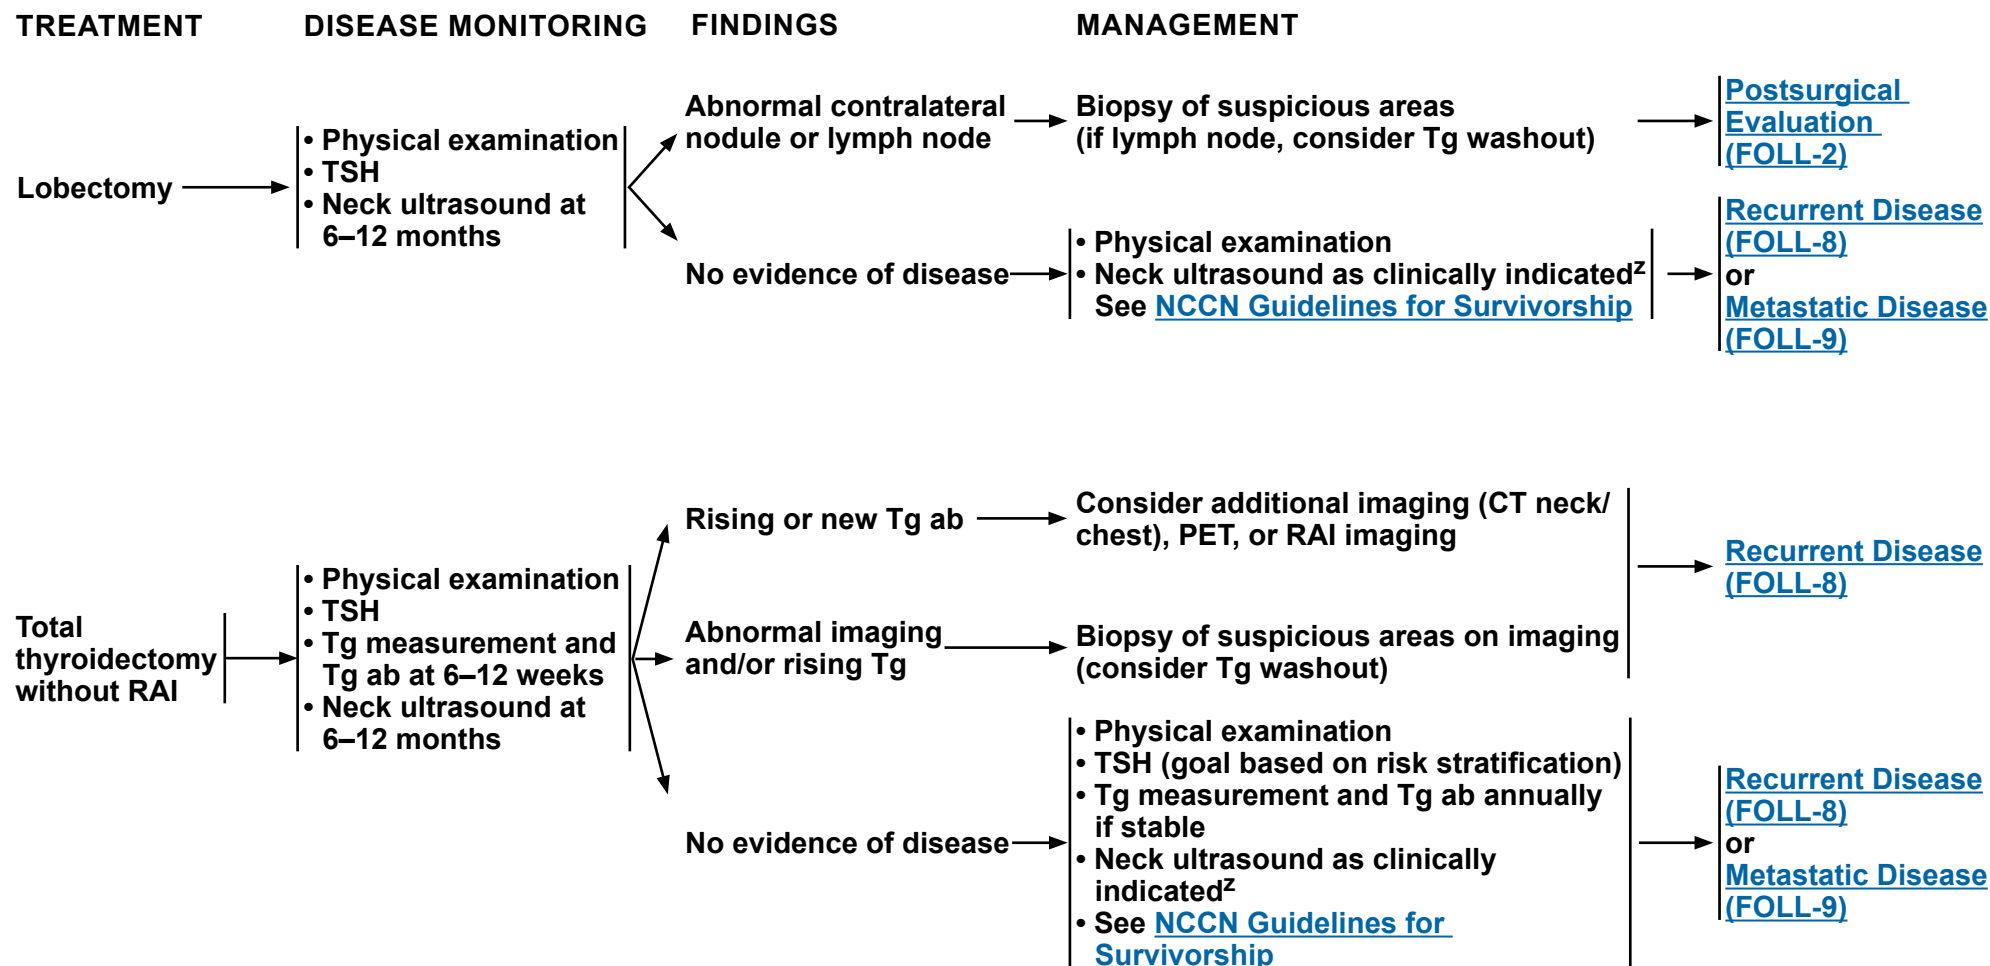 TREATMENT DISEASE MONITORING FINDINGS MANAGEMENT
Lobectomy
• Physical examination
• TSH
• Neck ultrasound at
6–12 months
Abnormal contralateral
nodule or lymph node
Biopsy of suspicious areas
(if lymph node, consider Tg washout)
Postsurgical
Evaluation
(FOLL-2)
No evidence of disease
• Physical examination
• Neck ultrasound as clinically indicatedᶻ
See NCCN Guidelines for Survivorship
Recurrent Disease
(FOLL-8)
or
Metastatic Disease
(FOLL-9)
Total
thyroidectomy
without RAI
• Physical examination
• TSH
• Tg measurement and
Tg ab at 6–12 weeks
• Neck ultrasound at
6–12 months
Rising or new Tg ab
Consider additional imaging (CT neck/
chest), PET, or RAI imaging
Abnormal imaging
and/or rising Tg
Biopsy of suspicious areas on imaging
(consider Tg washout)
Recurrent Disease
(FOLL-8)
No evidence of disease
• Physical examination
• TSH (goal based on risk stratification)
• Tg measurement and Tg ab annually
if stable
• Neck ultrasound as clinically
indicatedᶻ
• See NCCN Guidelines for
Survivorship
Recurrent Disease
(FOLL-8)
or
Metastatic Disease
(FOLL-9)